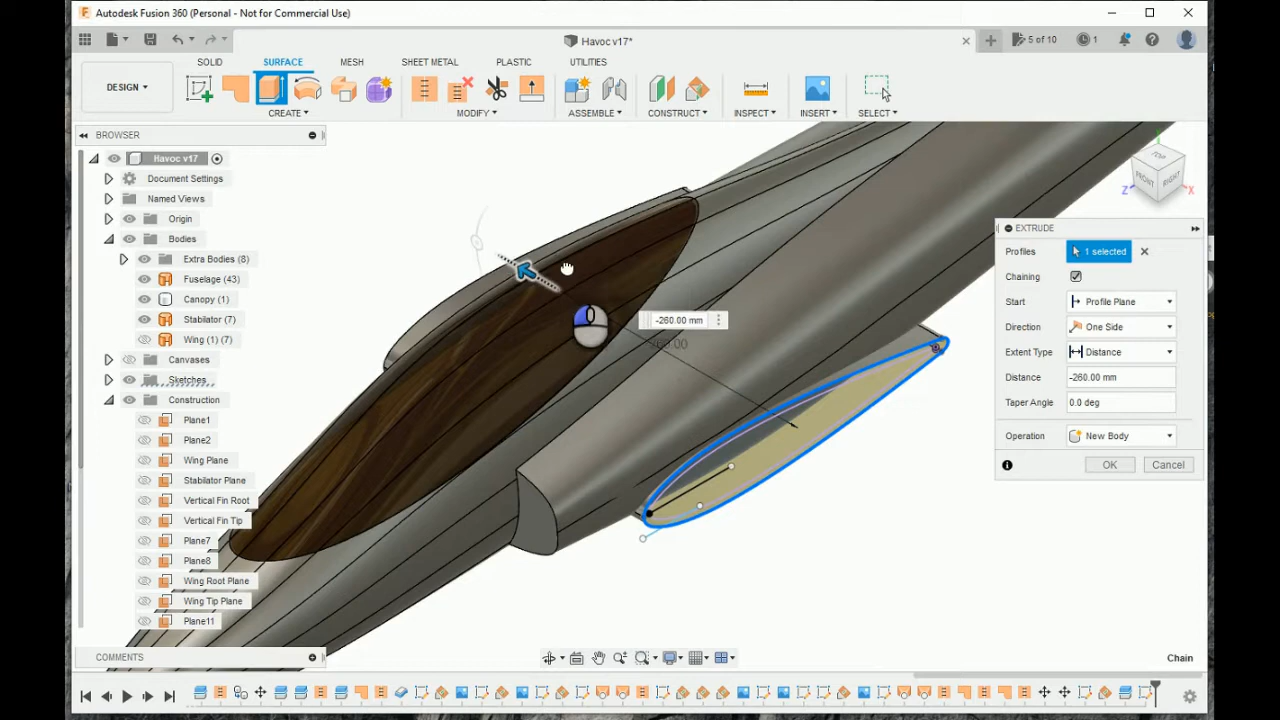 Autodesk Fusion 360 (Personal - Not for Commercial Use)
Havoc v17*
5 of 10
1
SOLID
SURFACE
MESH
SHEET METAL
PLASTIC
UTILITIES
DESIGN
CREATE
MODIFY
ASSEMBLE
CONSTRUCT
INSPECT
INSERT
SELECT
BROWSER
Havoc v17
Document Settings
Named Views
Origin
Bodies
Extra Bodies (8)
Fuselage (43)
Canopy (1)
Stabilator (7)
Wing (1) (7)
Canvases
Sketches
Construction
Plane1
Plane2
Wing Plane
Stabilator Plane
Vertical Fin Root
Vertical Fin Tip
Plane7
Plane8
Wing Root Plane
Wing Tip Plane
Plane11
-260.00 mm
TOP
FRONT
RIGHT
Z
X
EXTRUDE
Profiles
1 selected
Chaining
Start
Profile Plane
Direction
One Side
Extent Type
Distance
Distance
-260.00 mm
Taper Angle
0.0 deg
Operation
New Body
OK
Cancel
COMMENTS
Chain